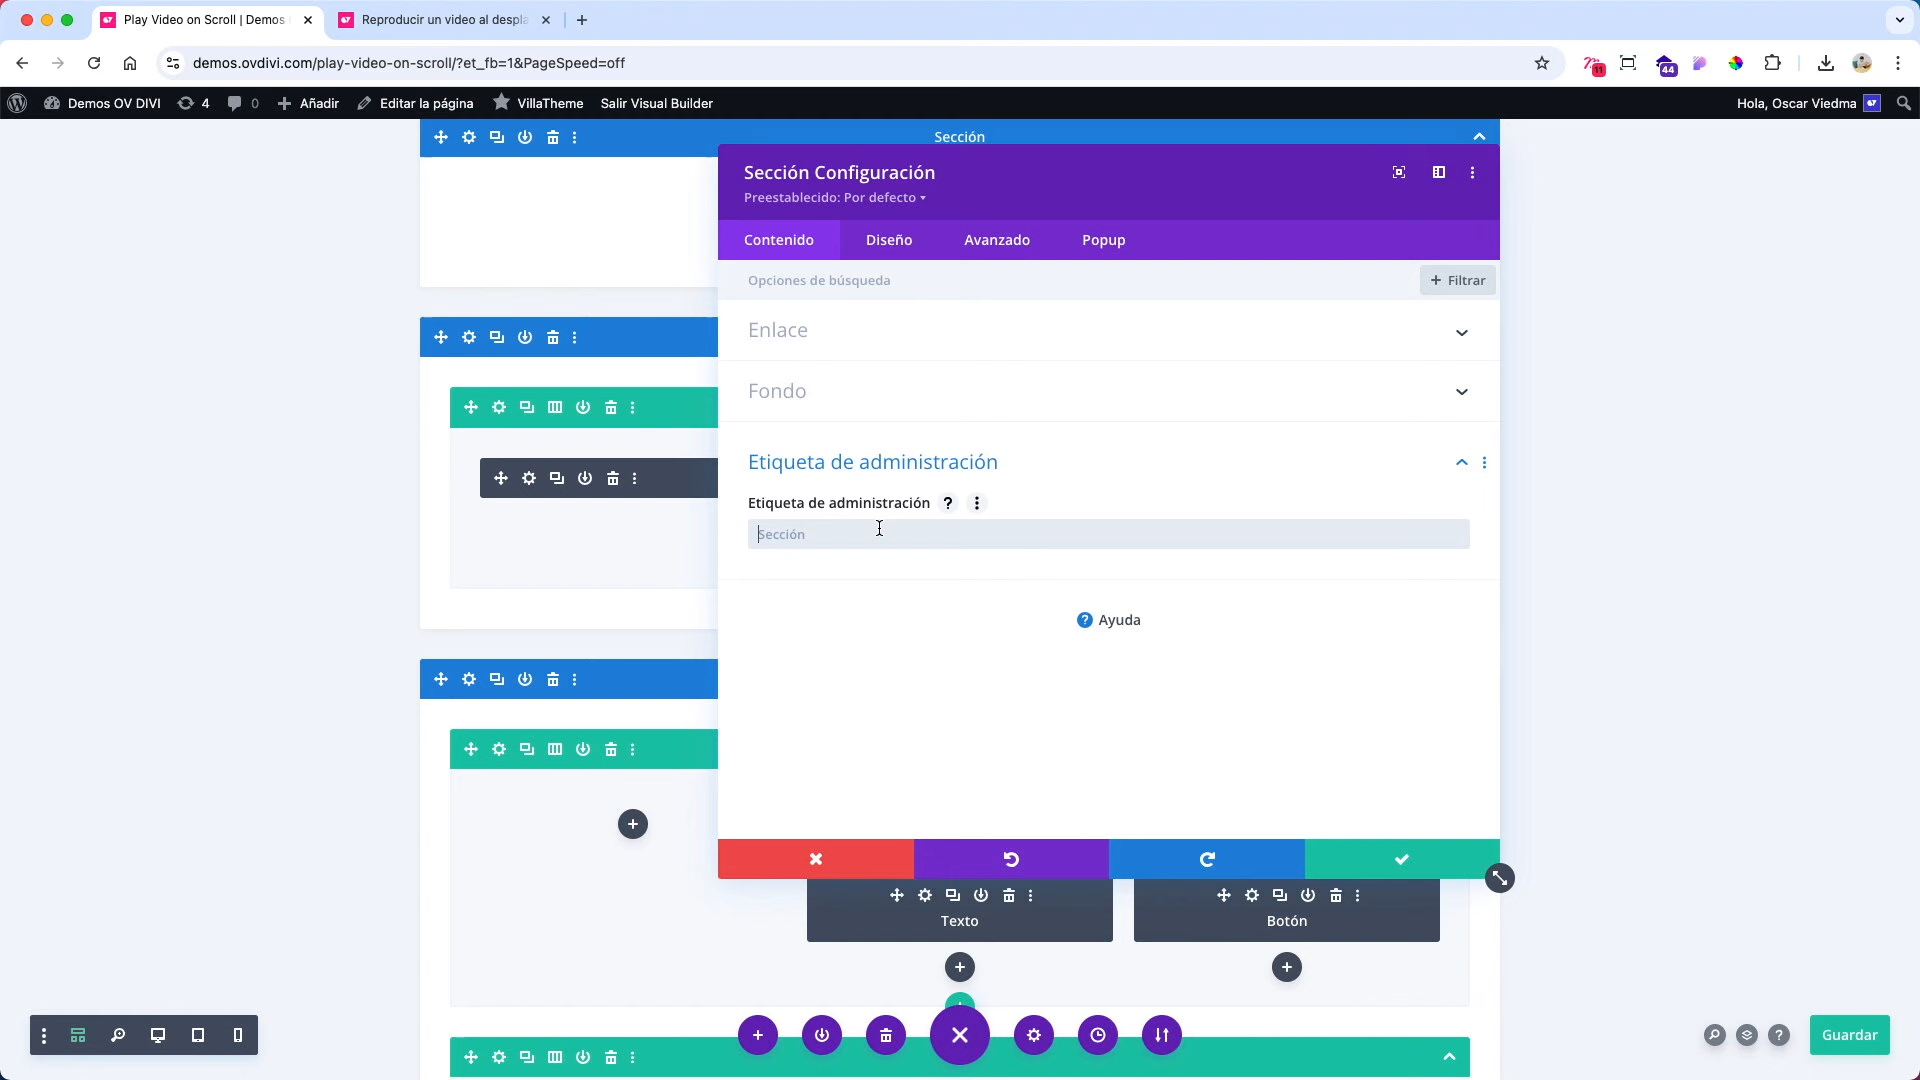 Play Video on Scroll | Demos
Reproducir un video al despla
demos.ovdivi.com/play-video-on-scroll/?et_fb=1&PageSpeed=off
11
44
Demos OV DIVI
4
0
Añadir
Editar la página
VillaTheme
Salir Visual Builder
Hola, Oscar Viedma
Sección
Sección Configuración
Preestablecido: Por defecto
Contenido
Diseño
Avanzado
Popup
Opciones de búsqueda
+ Filtrar
Enlace
Fondo
Etiqueta de administración
Etiqueta de administración ?
Sección
? Ayuda
Texto
Botón
?
Guardar